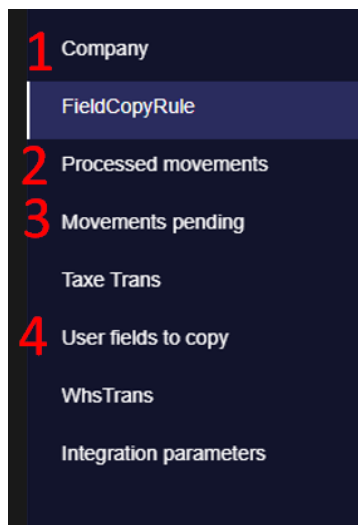 1 Company
FieldCopyRule
2 Processed movements
3 Movements pending
Taxe Trans
4 User fields to copy
WhsTrans
Integration parameters